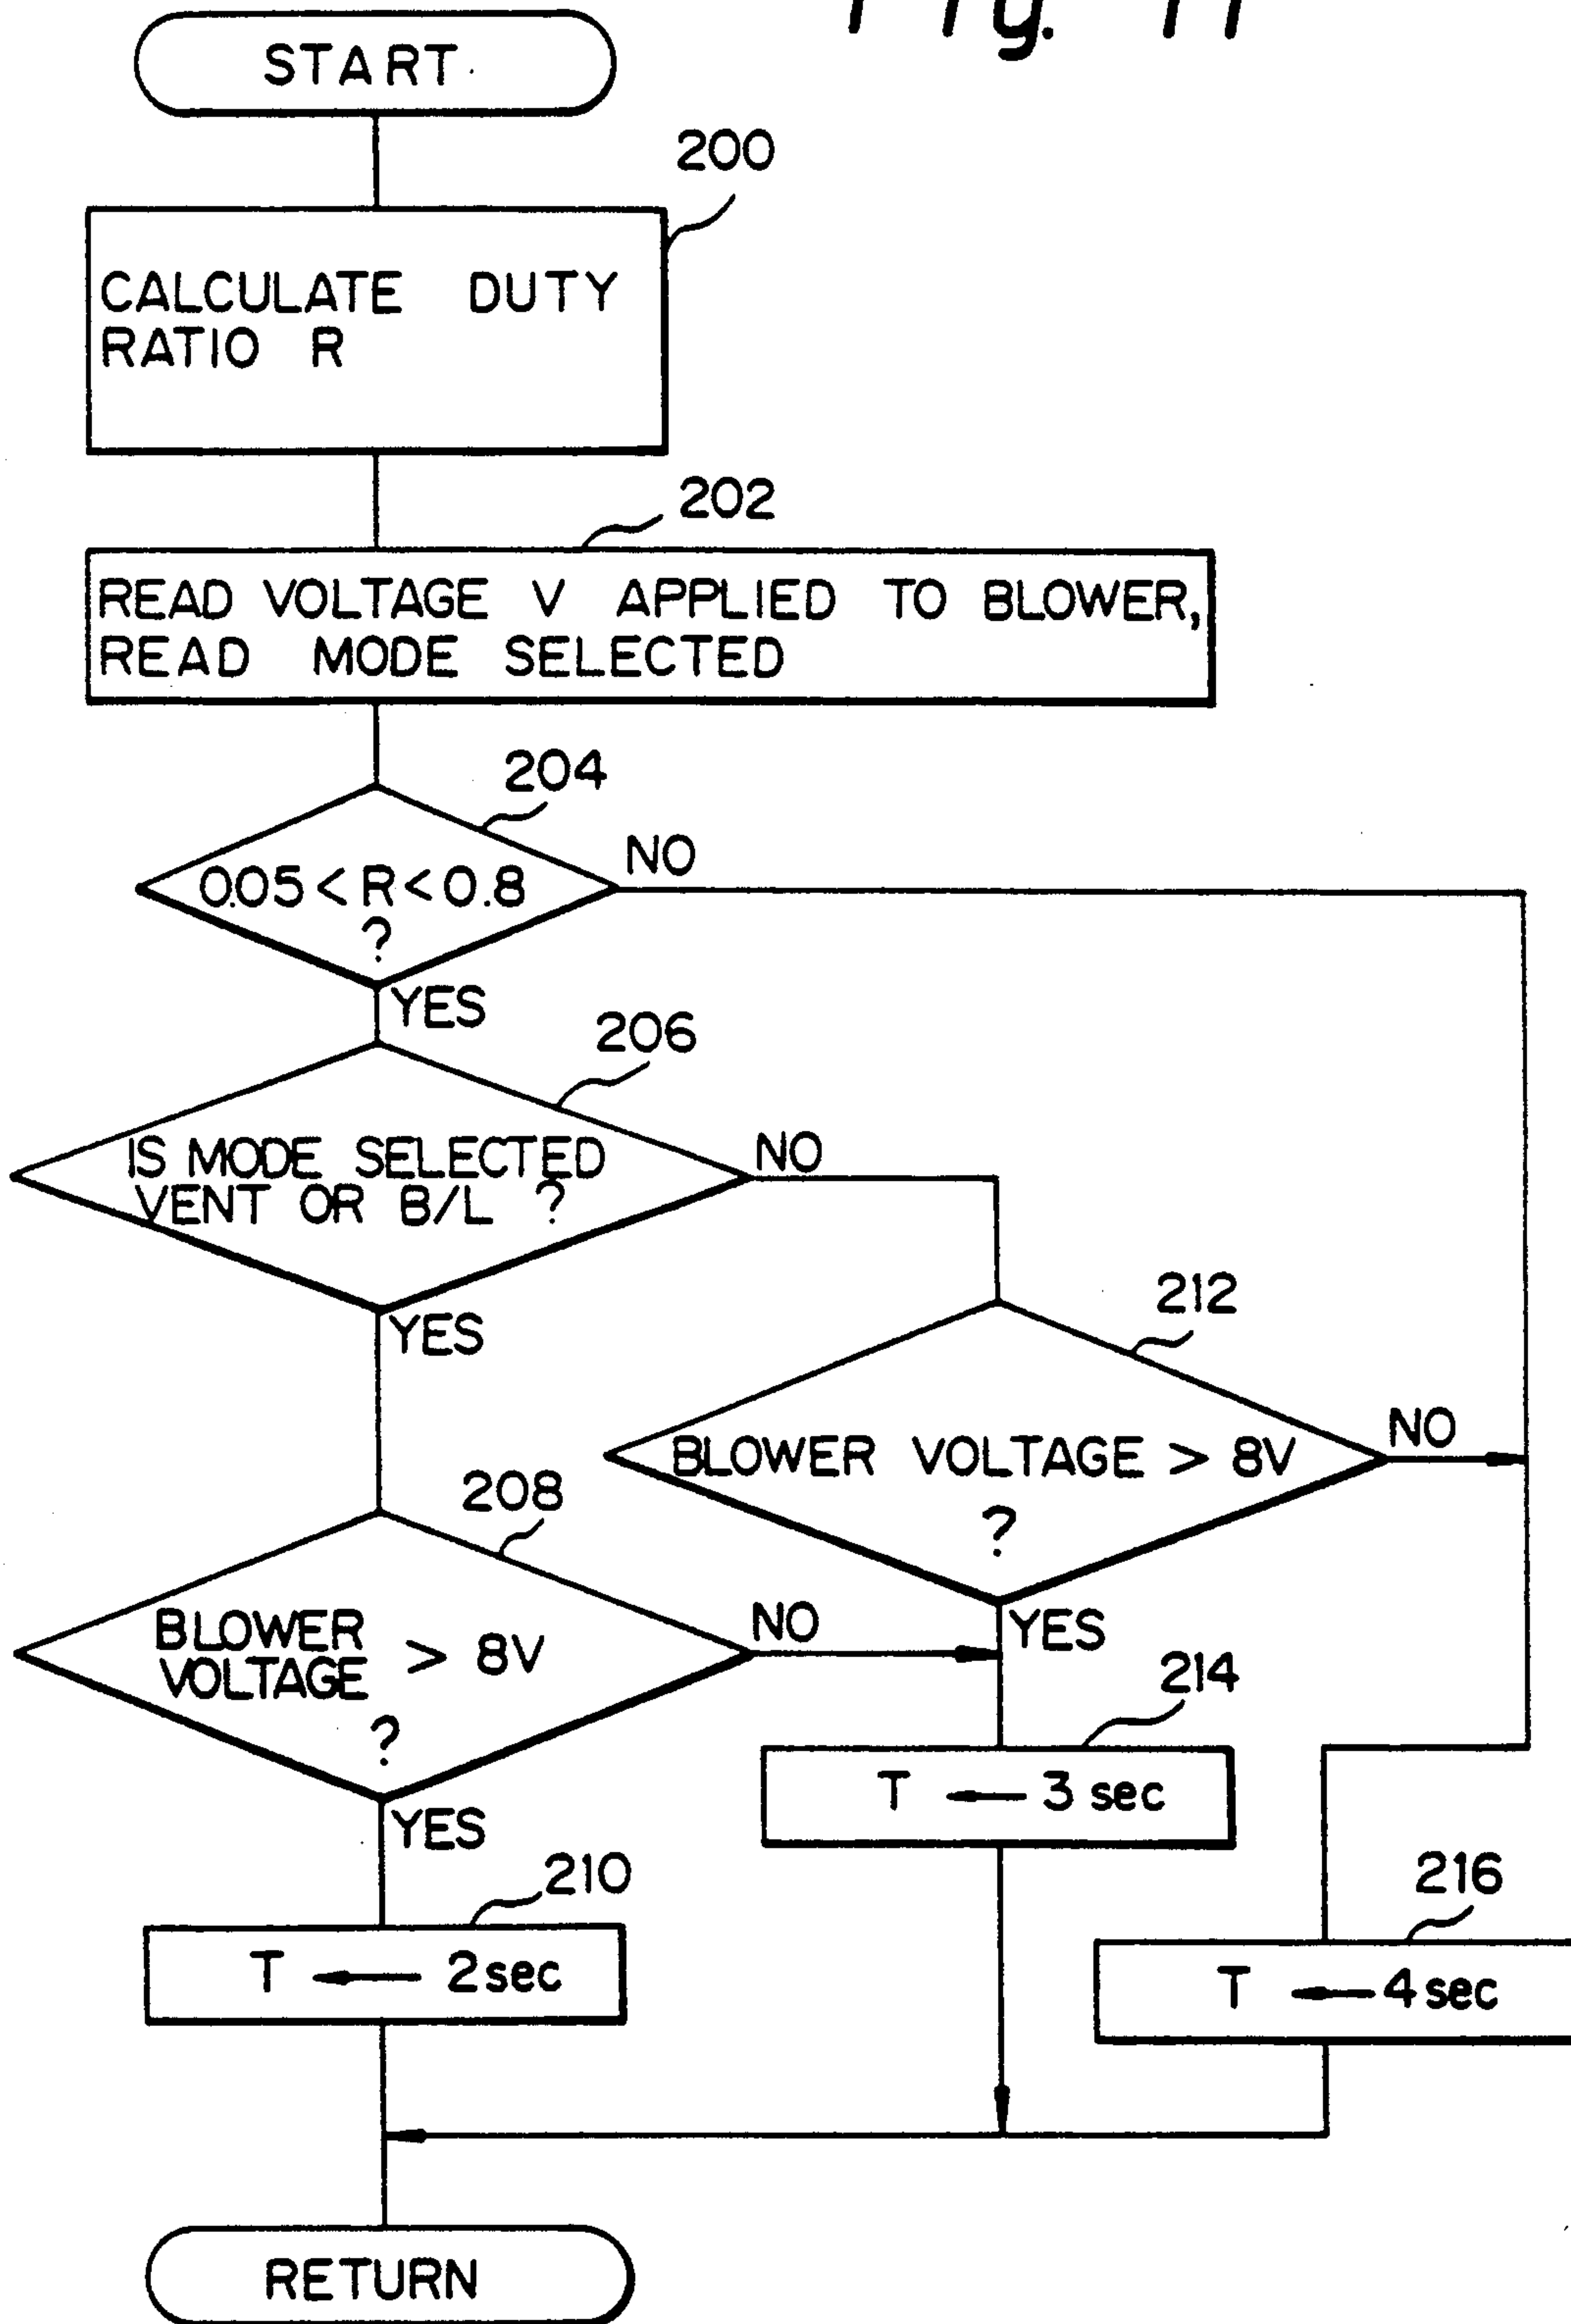 Fig. 11
START
200
CALCULATE DUTY
RATIO R
202
READ VOLTAGE V APPLIED TO BLOWER,
READ MODE SELECTED
204
0.05 < R < 0.8
?
NO
YES
206
IS MODE SELECTED
VENT OR B/L ?
NO
YES
212
BLOWER VOLTAGE > 8V
?
NO
YES
208
BLOWER
VOLTAGE > 8V
?
NO
YES
214
T ← 3 sec
210
T ← 2sec
216
T ← 4 sec
RETURN